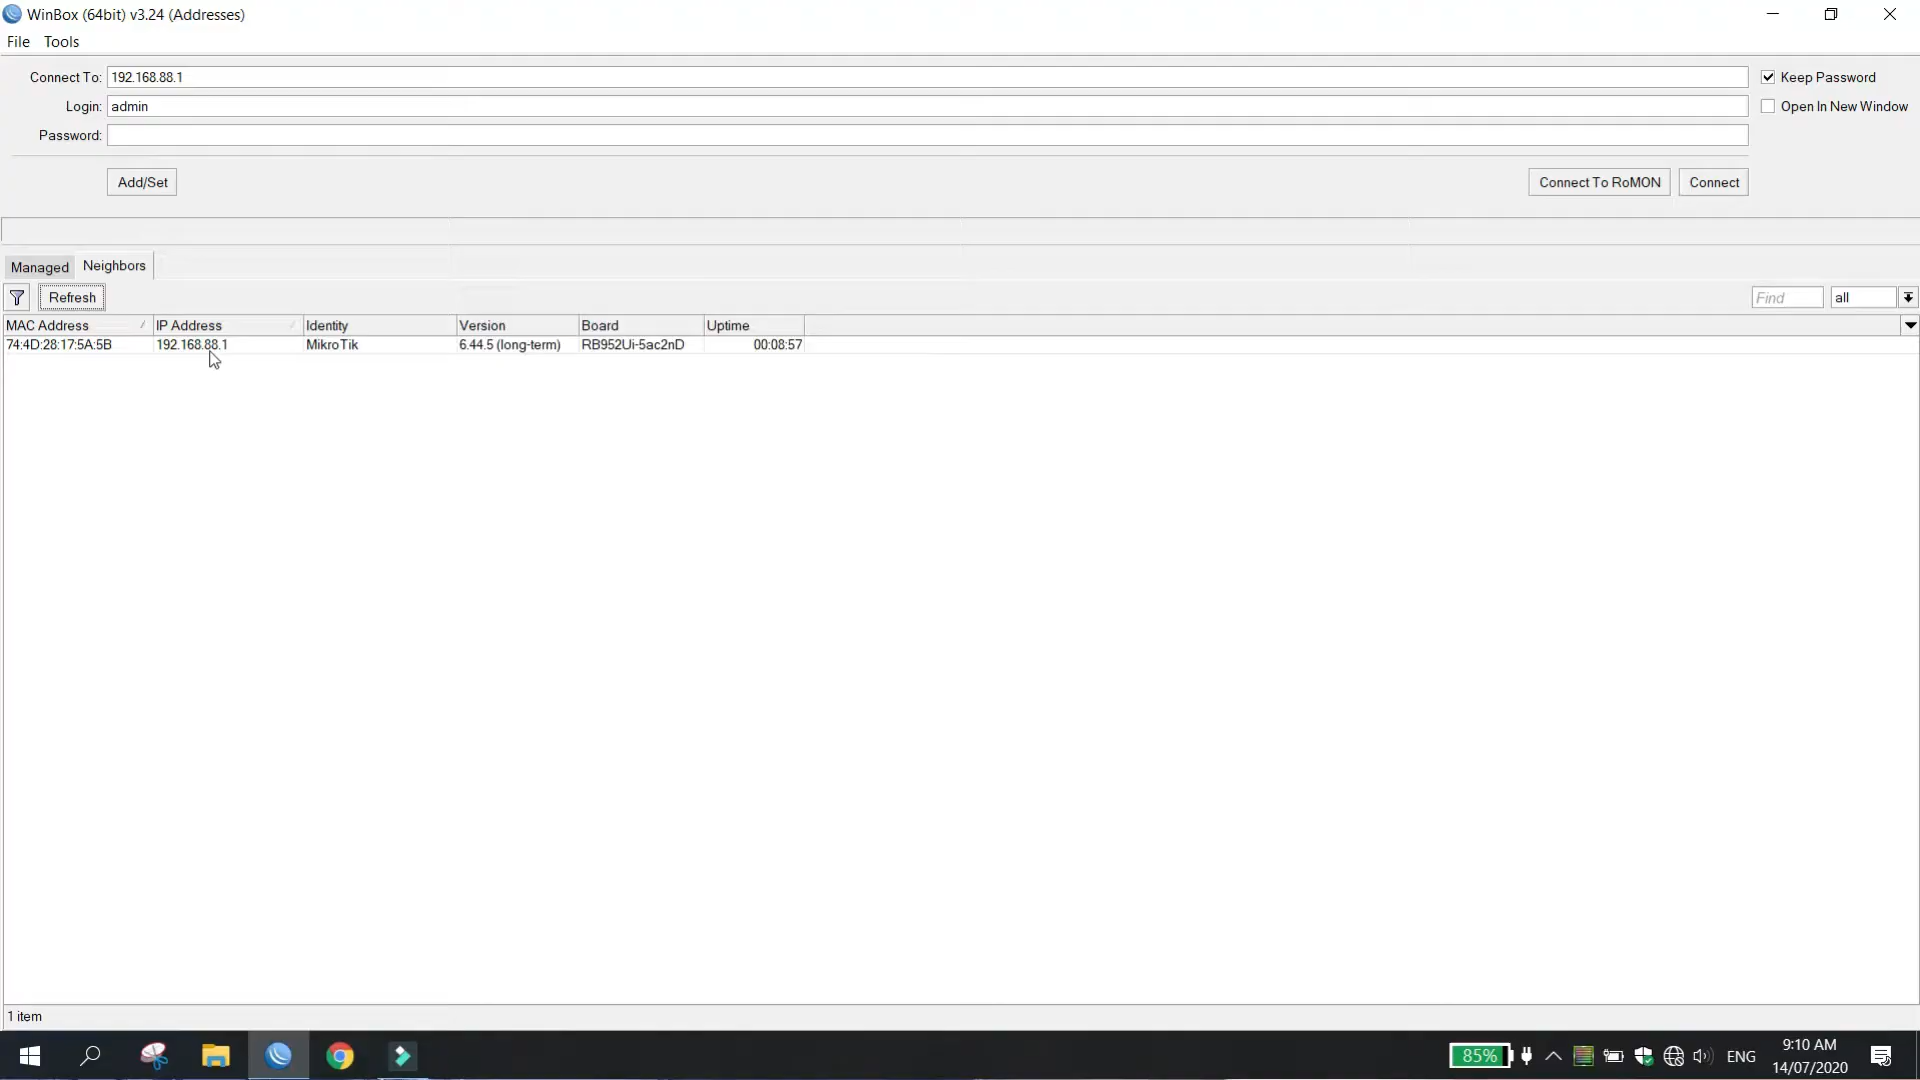 WinBox (64bit) v3.24 (Addresses)
File Tools
Connect To: 192.168.88.1
Keep Password
Login: admin
Open In New Window
Password:
Add/Set
Connect To RoMON
Connect
Managed
Neighbors
Refresh
Find
all
MAC Address IP Address Identity Version Board Uptime
74:4D:28:17:5A:5B 192.168.88.1 MikroTik 6.44.5 (long-term) RB952Ui-5ac2nD 00:08:57
1 item
85%
ENG
9:10 AM
14/07/2020